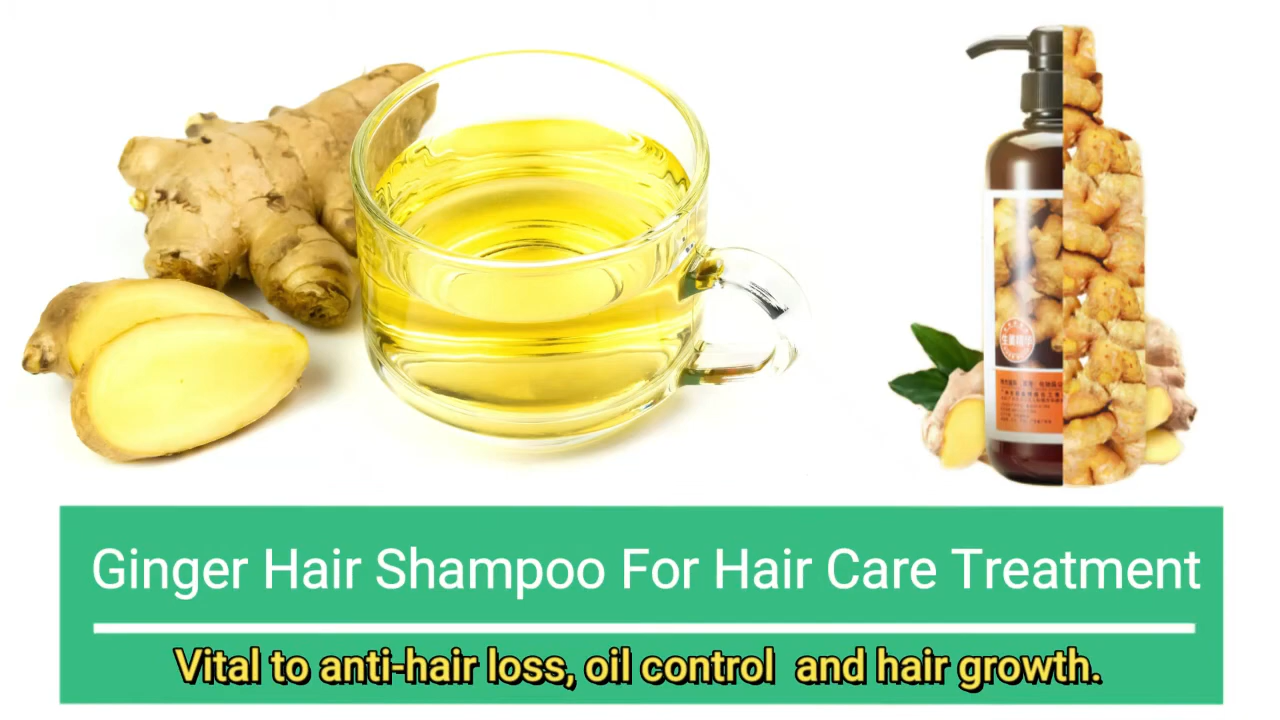 Ginger Hair Shampoo For Hair Care Treatment
Vital to anti-hair loss, oil control and hair growth.